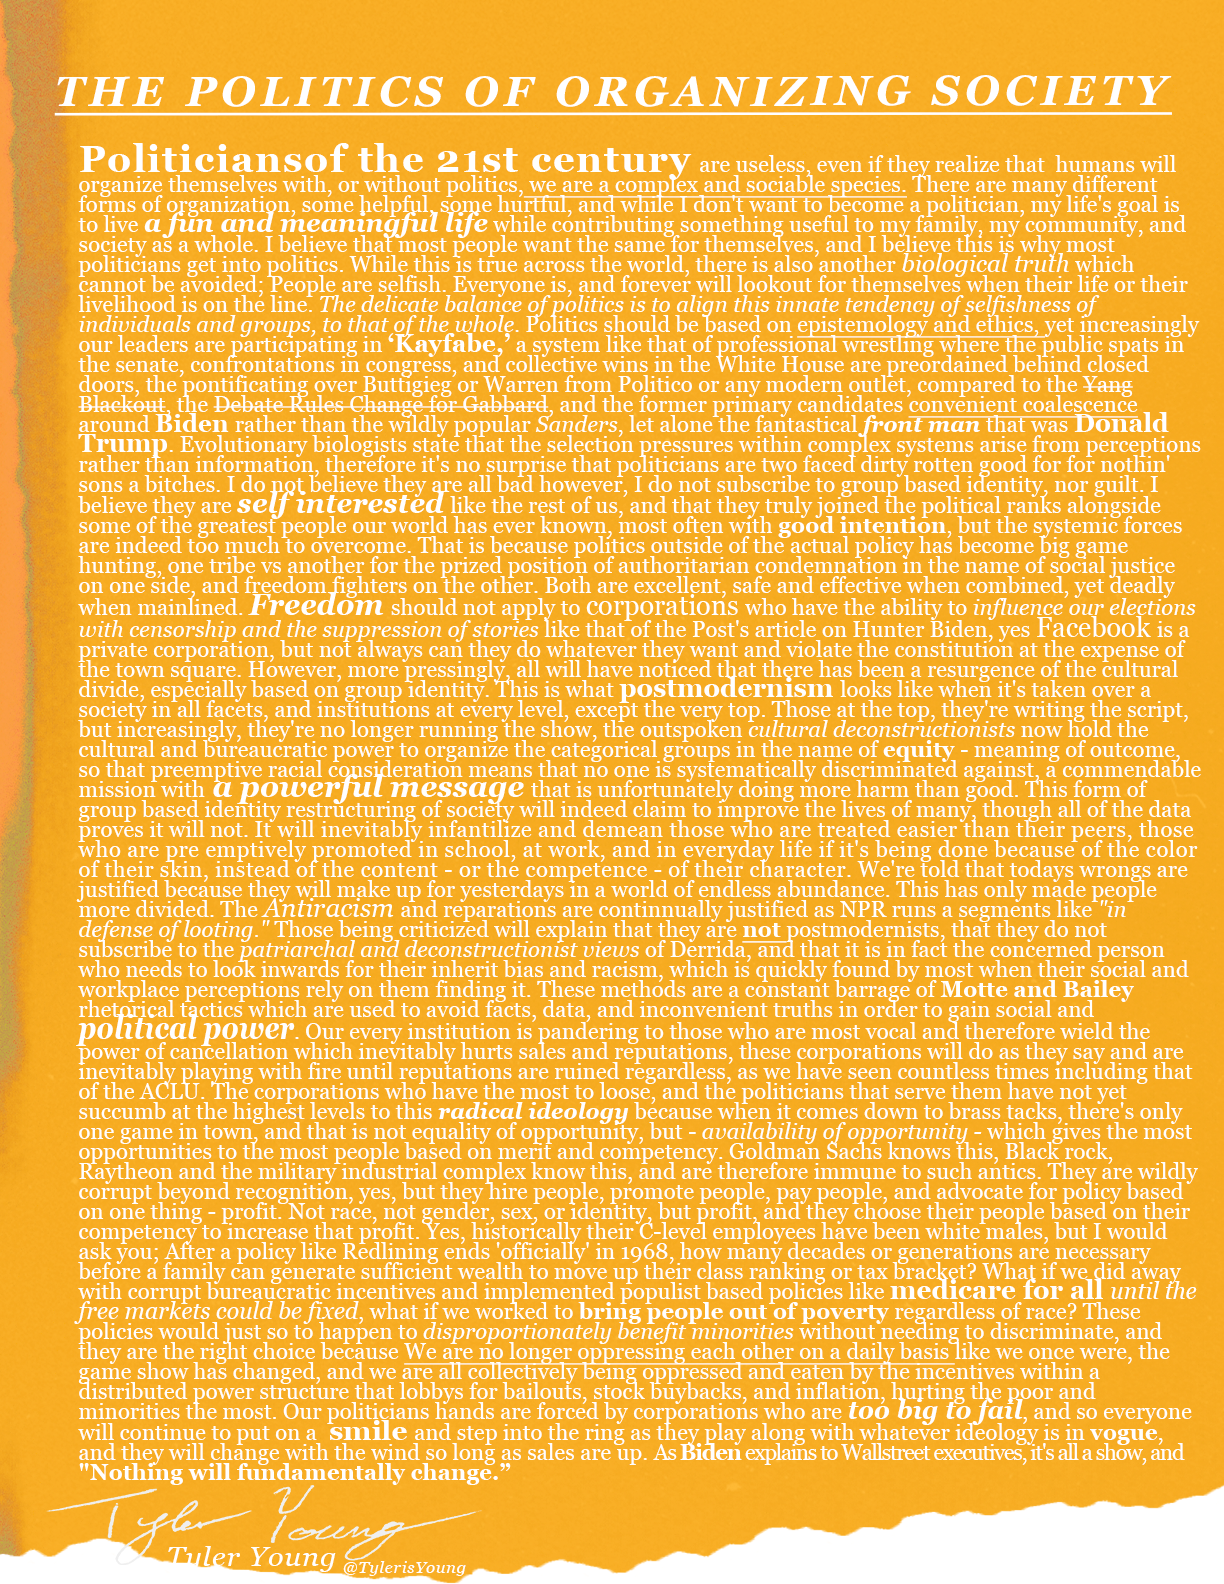 THE POLITICS OF ORGANIZING SOCIETY
Politiciansof the 21st century are useless, even if they realize that humans will
organize themselves with, or without politics, we are a complex and sociable species. There are many different
forms of organization, some helpful, some hurtful, and while I don't want to become a politician, my life's goal is
to live a fun and meaningful life while contributing something useful to my family, my community, and
society as a whole. I believe that most people want the same for themselves, and I believe this is why most
politicians get into politics. While this is true across the world, there is also another biological truth which
cannot be avoided; People are selfish. Everyone is, and forever will lookout for themselves when their life or their
livelihood is on the line. The delicate balance of politics is to align this innate tendency of selfishness of
individuals and groups, to that of the whole. Politics should be based on epistemology and ethics, yet increasingly
our leaders are participating in ‘Kayfabe,’ a system like that of professional wrestling where the public spats in
the senate, confrontations in congress, and collective wins in the White House are preordained behind closed
doors, the pontificating over Buttigieg or Warren from Politico or any modern outlet, compared to the Yang
Blackout, the Debate Rules Change for Gabbard, and the former primary candidates convenient coalescence
around Biden rather than the wildly popular Sanders, let alone the fantastical front man that was Donald
Trump. Evolutionary biologists state that the selection pressures within complex systems arise from perceptions
rather than information, therefore it's no surprise that politicians are two faced dirty rotten good for for nothin'
sons a bitches. I do not believe they are all bad however, I do not subscribe to group based identity, nor guilt. I
believe they are self interested like the rest of us, and that they truly joined the political ranks alongside
some of the greatest people our world has ever known, most often with good intention, but the systemic forces
are indeed too much to overcome. That is because politics outside of the actual policy has become big game
hunting, one tribe vs another for the prized position of authoritarian condemnation in the name of social justice
on one side, and freedom fighters on the other. Both are excellent, safe and effective when combined, yet deadly
when mainlined. Freedom should not apply to corporations who have the ability to influence our elections
with censorship and the suppression of stories like that of the Post's article on Hunter Biden, yes Facebook is a
private corporation, but not always can they do whatever they want and violate the constitution at the expense of
the town square. However, more pressingly, all will have noticed that there has been a resurgence of the cultural
divide, especially based on group identity. This is what postmodernism looks like when it's taken over a
society in all facets, and institutions at every level, except the very top. Those at the top, they're writing the script,
but increasingly, they're no longer running the show, the outspoken cultural deconstructionists now hold the
cultural and bureaucratic power to organize the categorical groups in the name of equity - meaning of outcome,
so that preemptive racial consideration means that no one is systematically discriminated against, a commendable
mission with a powerful message that is unfortunately doing more harm than good. This form of
group based identity restructuring of society will indeed claim to improve the lives of many, though all of the data
proves it will not. It will inevitably infantilize and demean those who are treated easier than their peers, those
who are pre emptively promoted in school, at work, and in everyday life if it's being done because of the color
of their skin, instead of the content - or the competence - of their character. We're told that todays wrongs are
justified because they will make up for yesterdays in a world of endless abundance. This has only made people
more divided. The Antiracism and reparations are continnually justified as NPR runs a segments like "in
defense of looting." Those being criticized will explain that they are not postmodernists, that they do not
subscribe to the patriarchal and deconstructionist views of Derrida, and that it is in fact the concerned person
who needs to look inwards for their inherit bias and racism, which is quickly found by most when their social and
workplace perceptions rely on them finding it. These methods are a constant barrage of Motte and Bailey
rhetorical tactics which are used to avoid facts, data, and inconvenient truths in order to gain social and
political power. Our every institution is pandering to those who are most vocal and therefore wield the
power of cancellation which inevitably hurts sales and reputations, these corporations will do as they say and are
inevitably playing with fire until reputations are ruined regardless, as we have seen countless times including that
of the ACLU. The corporations who have the most to loose, and the politicians that serve them have not yet
succumb at the highest levels to this radical ideology because when it comes down to brass tacks, there's only
one game in town, and that is not equality of opportunity, but - availability of opportunity - which gives the most
opportunities to the most people based on merit and competency. Goldman Sachs knows this, Black rock,
Raytheon and the military industrial complex know this, and are therefore immune to such antics. They are wildly
corrupt beyond recognition, yes, but they hire people, promote people, pay people, and advocate for policy based
on one thing - profit. Not race, not gender, sex, or identity, but profit, and they choose their people based on their
competency to increase that profit. Yes, historically their C-level employees have been white males, but I would
ask you; After a policy like Redlining ends 'officially' in 1968, how many decades or generations are necessary
before a family can generate sufficient wealth to move up their class ranking or tax bracket? What if we did away
with corrupt bureaucratic incentives and implemented populist based policies like medicare for all until the
free markets could be fixed, what if we worked to bring people out of poverty regardless of race? These
policies would just so to happen to disproportionately benefit minorities without needing to discriminate, and
they are the right choice because We are no longer oppressing each other on a daily basis like we once were, the
game show has changed, and we are all collectively being oppressed and eaten by the incentives within a
distributed power structure that lobbys for bailouts, stock buybacks, and inflation, hurting the poor and
minorities the most. Our politicians hands are forced by corporations who are too big to fail, and so everyone
will continue to put on a smile and step into the ring as they play along with whatever ideology is in vogue,
and they will change with the wind so long as sales are up. As Biden explains to Wallstreet executives, it's all a show, and
"Nothing will fundamentally change.”
Tyler Young
Tyler Young @TylerisYoung